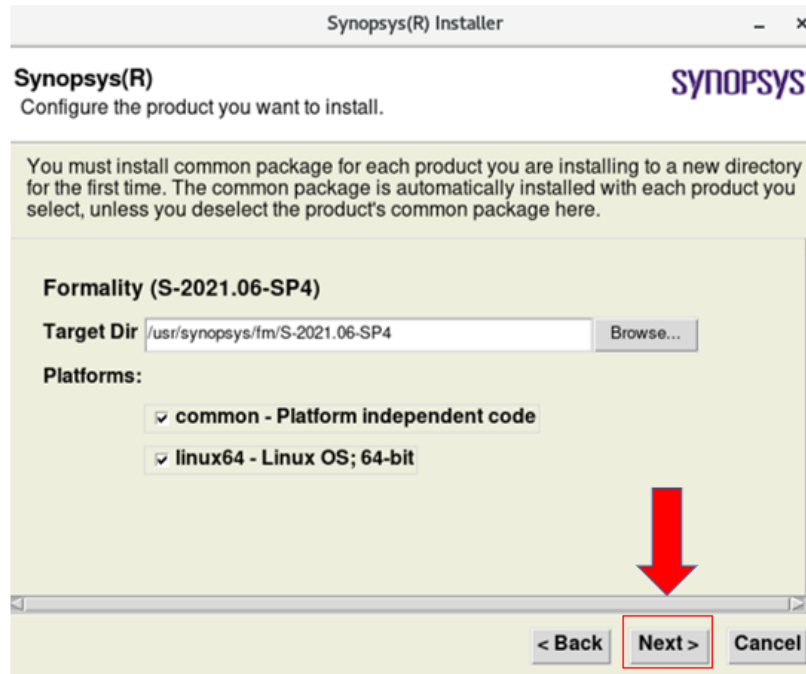 Synopsys(R) Installer
Synopsys(R)
SYNOPSYS
Configure the product you want to install.
You must install common package for each product you are installing to a new directory
for the first time. The common package is automatically installed with each product you
select, unless you deselect the product's common package here.
Formality (S-2021.06-SP4)
Target Dir /usr/synopsys/fm/S-2021.06-SP4 Browse...
Platforms:
common - Platform independent code
linux64 - Linux OS; 64-bit
< Back Next > Cancel